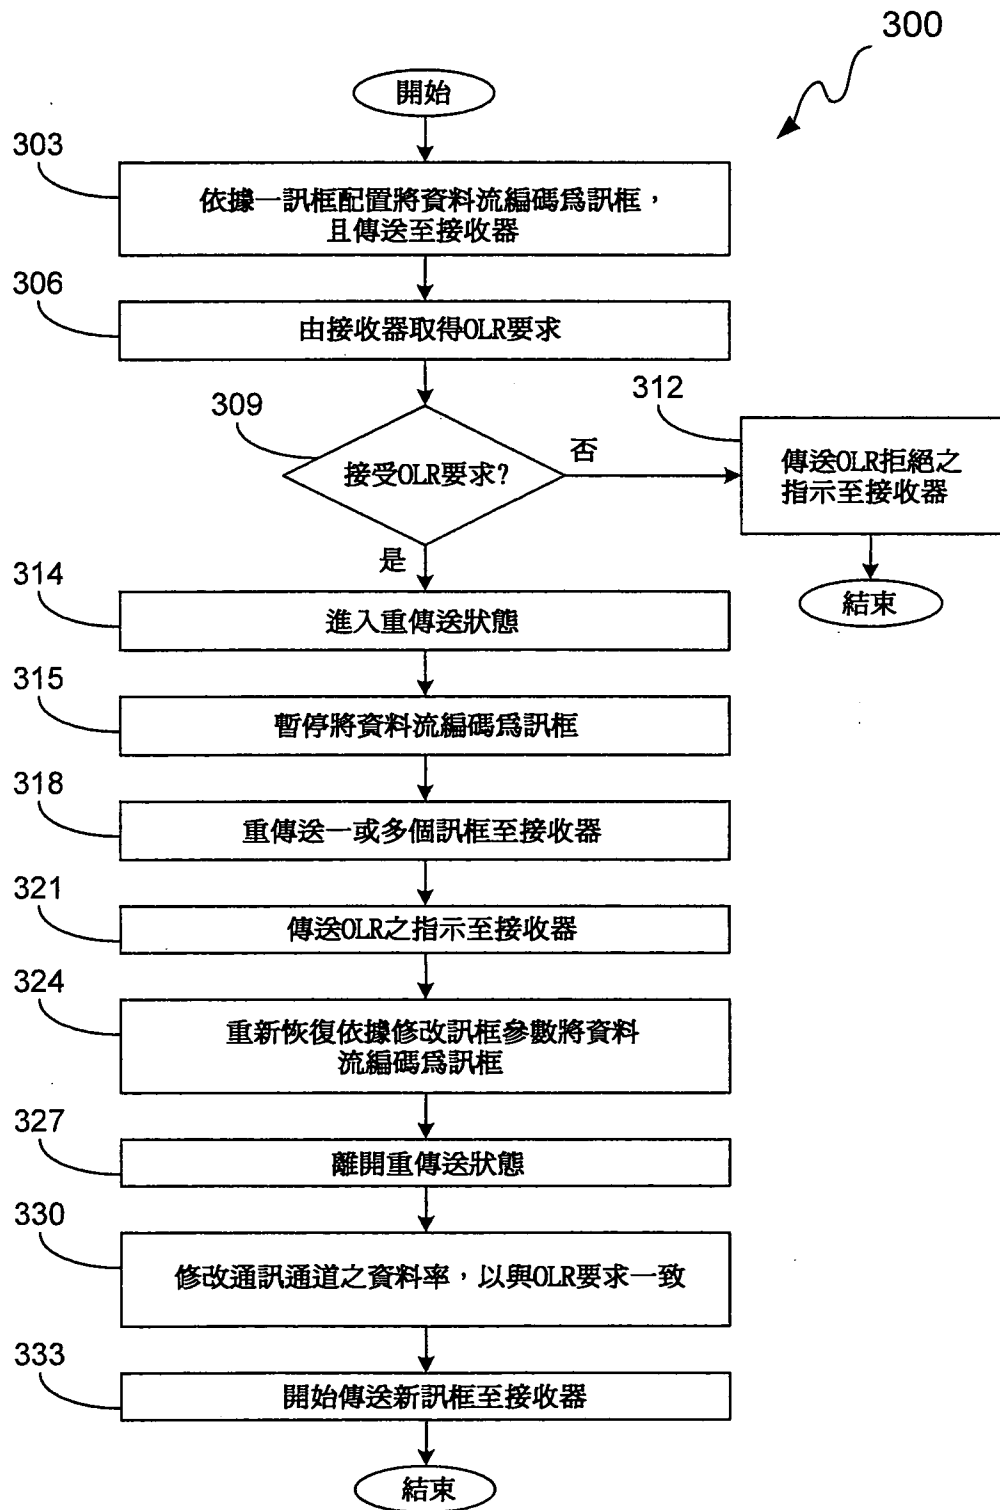 300
開始
303
依據一訊框配置將資料流編碼爲訊框，
且傳送至接收器
306
由接收器取得OLR要求
309
接受OLR要求?
否
312
傳送OLR拒絕之
指示至接收器
結束
是
314
進入重傳送狀態
315
暫停將資料流編碼爲訊框
318
重傳送一或多個訊框至接收器
321
傳送OLR之指示至接收器
324
重新恢復依據修改訊框參數將資料
流編碼爲訊框
327
離開重傳送狀態
330
修改通訊通道之資料率，以與OLR要求一致
333
開始傳送新訊框至接收器
結束